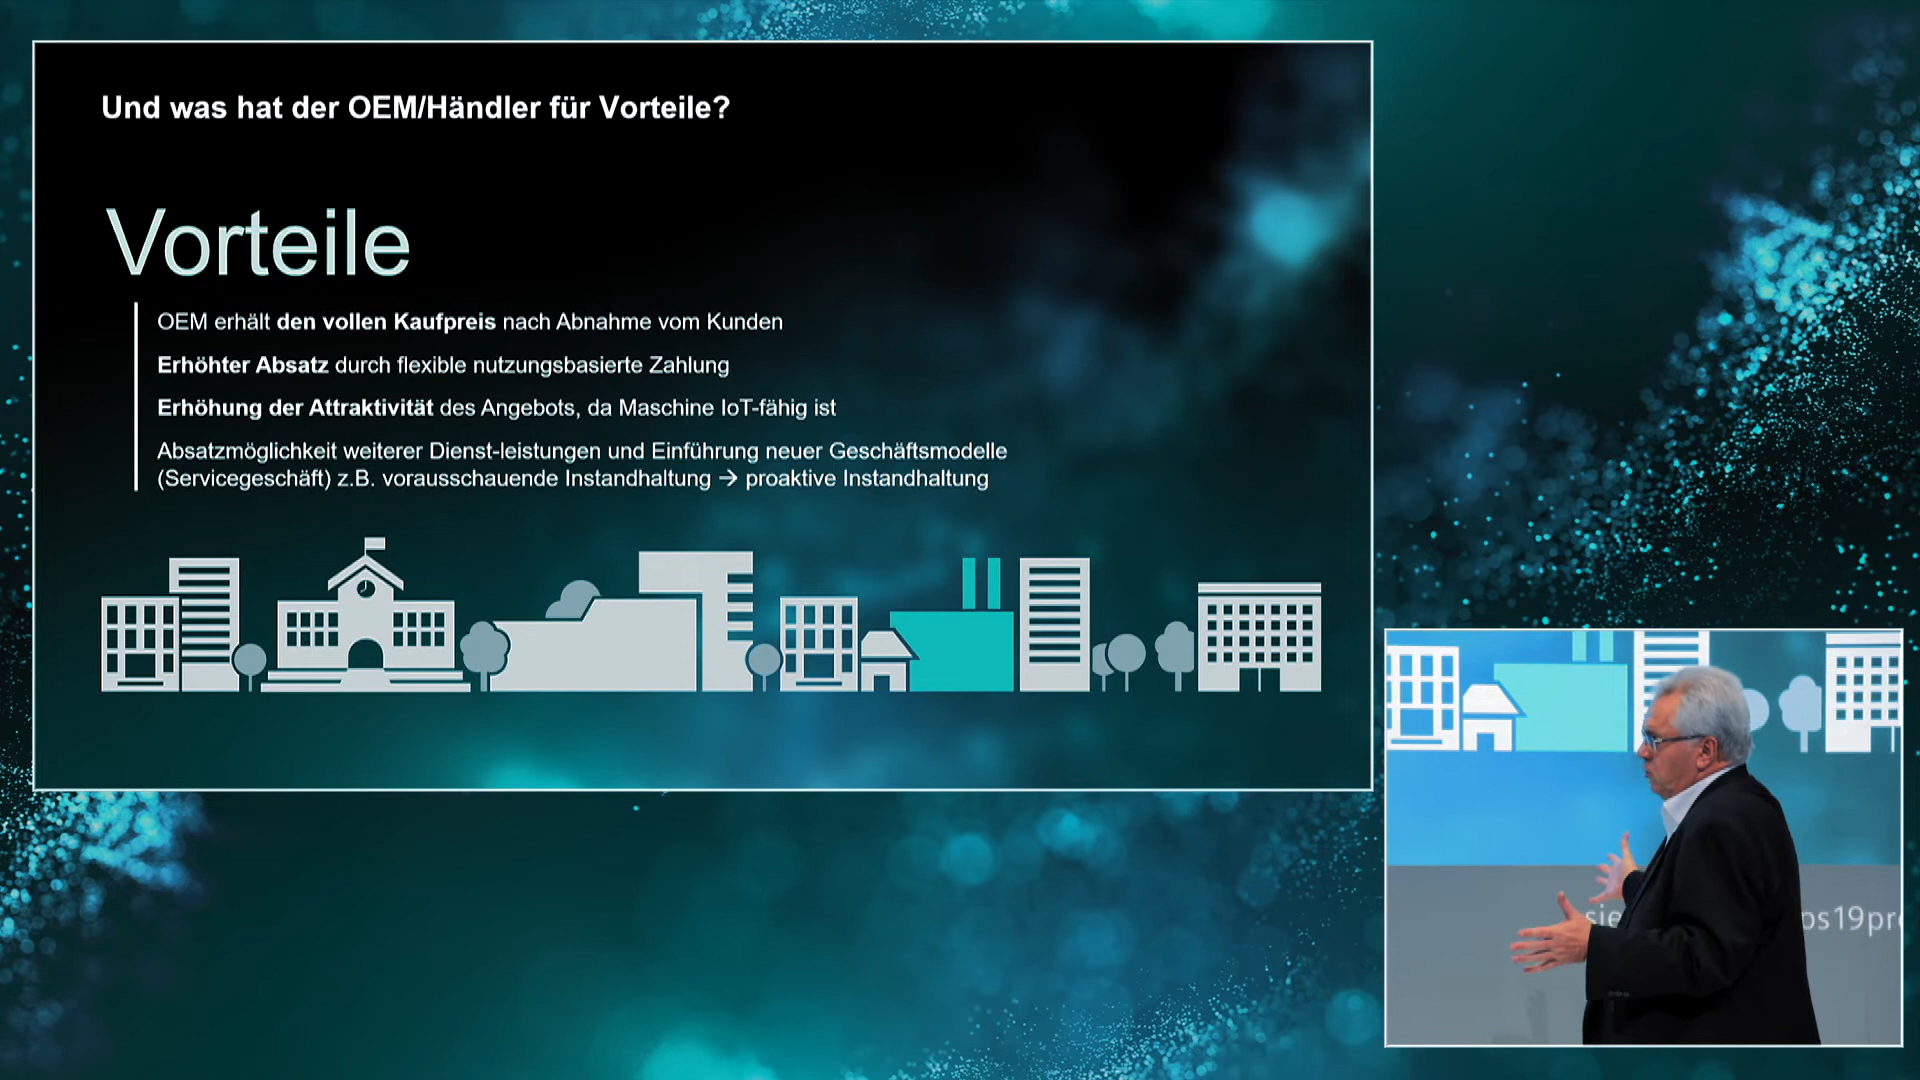 Und was hat der OEM/Händler für Vorteile?
Vorteile
OEM erhält den vollen Kaufpreis nach Abnahme vom Kunden
Erhöhter Absatz durch flexible nutzungsbasierte Zahlung
Erhöhung der Attraktivität des Angebots, da Maschine IoT-fähig ist
Absatzmöglichkeit weiterer Dienst-leistungen und Einführung neuer Geschäftsmodelle
(Servicegeschäft) z.B. vorausschauende Instandhaltung → proaktive Instandhaltung